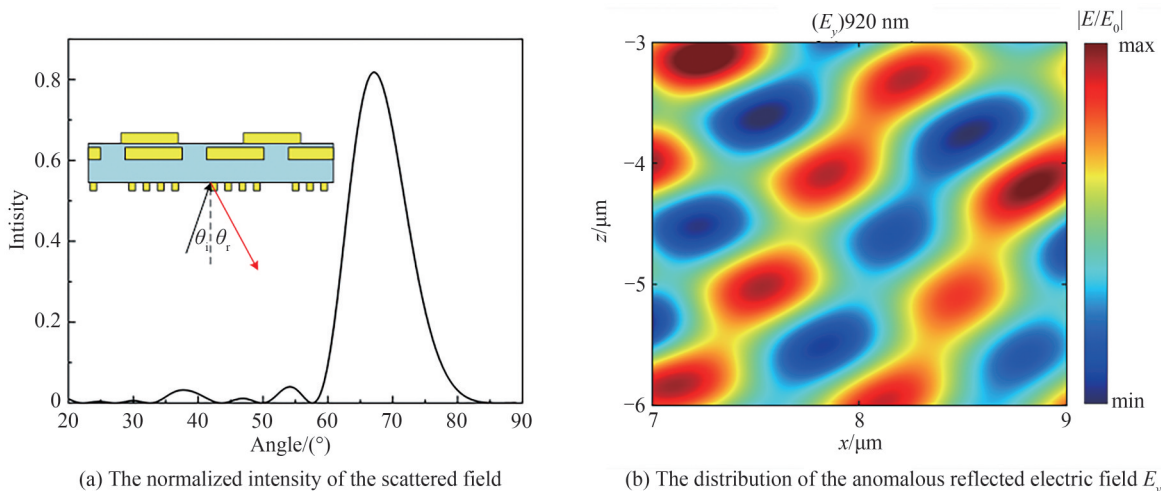 0.8
0.6
0.4
0.2
0
Intisity
θi θr
20 30 40 50 60 70 80 90
Angle/(°)
(a) The normalized intensity of the scattered field
(Ey)920 nm
|E/E0|
−3
−4
−5
−6
z/μm
7 8 9
x/μm
max
min
(b) The distribution of the anomalous reflected electric field Ey